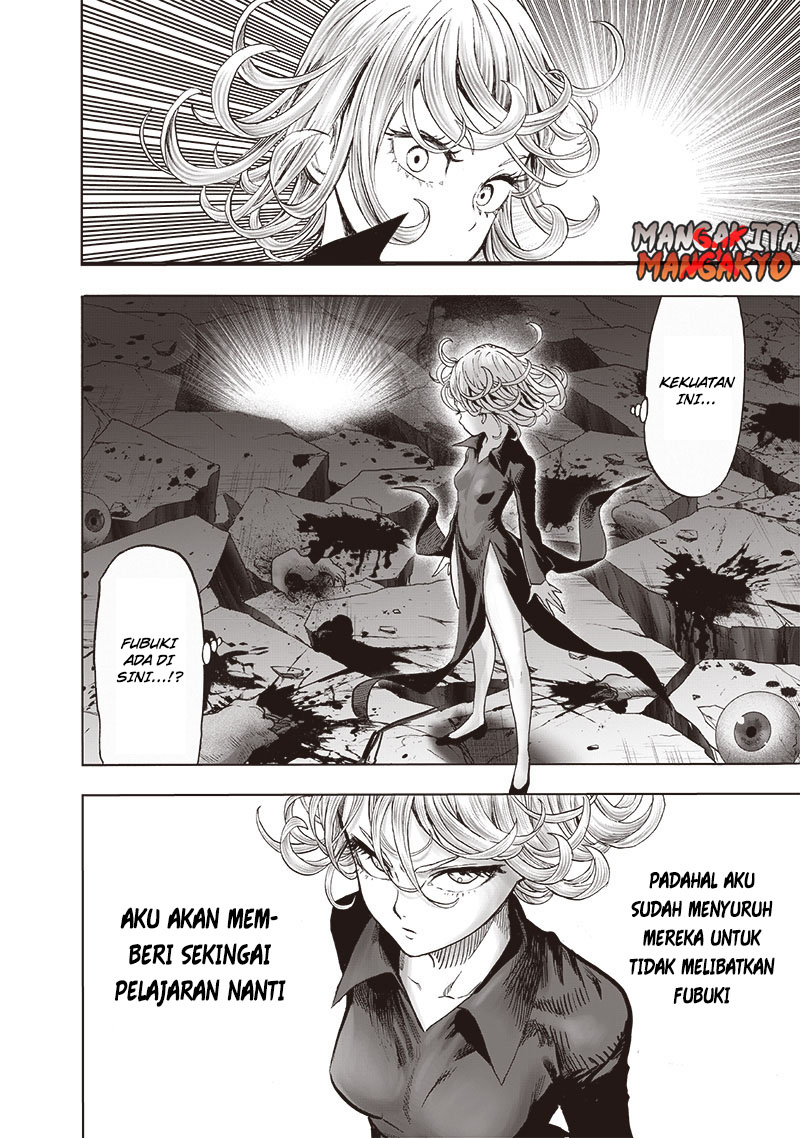 MANGAKITA
MANGAKYO
KEKUATAN
INI...
FUBUKI
ADA DI
SINI...!?
PADAHAL AKU
SUDAH MENYURUH
MEREKA UNTUK
TIDAK MELIBATKAN
FUBUKI
AKU AKAN MEM-
BERI SEKINGAI
PELAJARAN NANTI